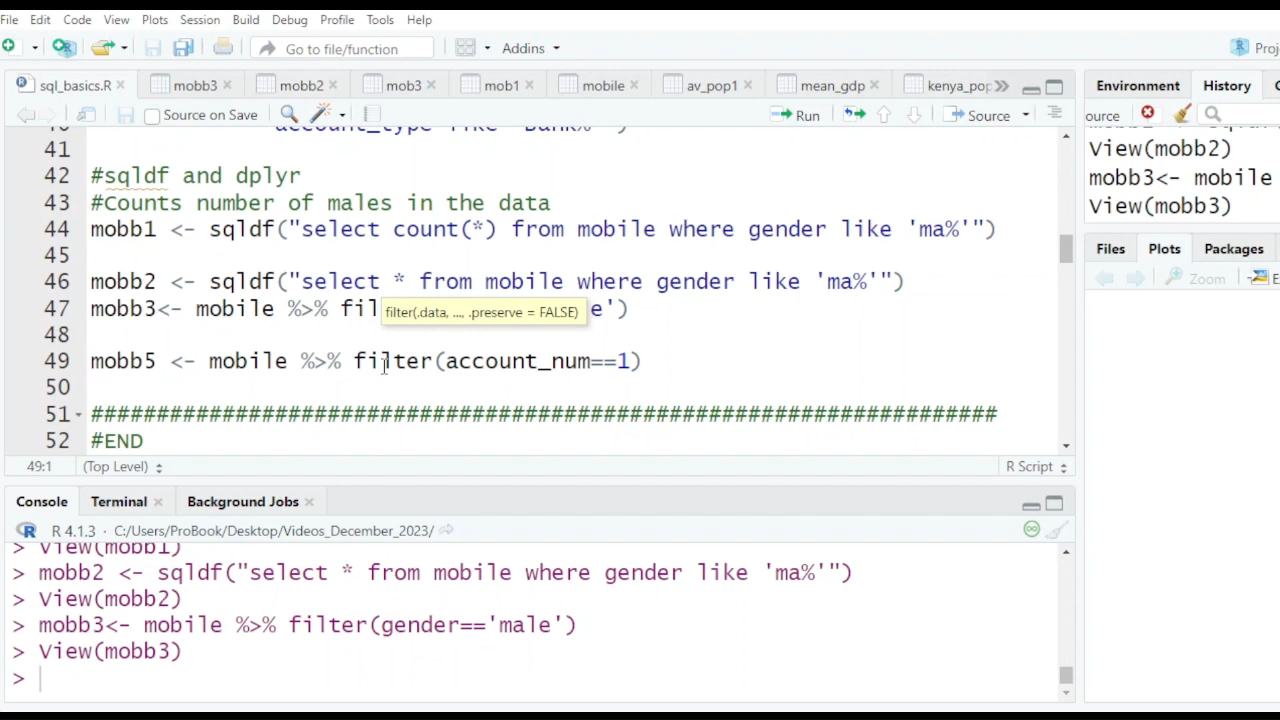 File Edit Code View Plots Session Build Debug Profile Tools Help
Go to file/function Addins
sql_basics.R mobb3 mobb2 mob3 mob1 mobile av_pop1 mean_gdp kenya_pop
Source on Save Run Source
41
42 #sqldf and dplyr
43 #Counts number of males in the data
44 mobb1 <- sqldf("select count(*) from mobile where gender like 'ma%'")
45
46 mobb2 <- sqldf("select * from mobile where gender like 'ma%'")
47 mobb3<- mobile %>% fil e')
filter(.data, ..., .preserve = FALSE)
48
49 mobb5 <- mobile %>% filter(account_num==1)
50
51 #####################################################################
52 #END
49:1 (Top Level) R Script
Console Terminal Background Jobs
R 4.1.3 · C:/Users/ProBook/Desktop/Videos_December_2023/
> View(mobb1)
> mobb2 <- sqldf("select * from mobile where gender like 'ma%'")
> View(mobb2)
> mobb3<- mobile %>% filter(gender=='male')
> View(mobb3)
>
Environment History
View(mobb2)
mobb3<- mobile
View(mobb3)
Files Plots Packages
Zoom